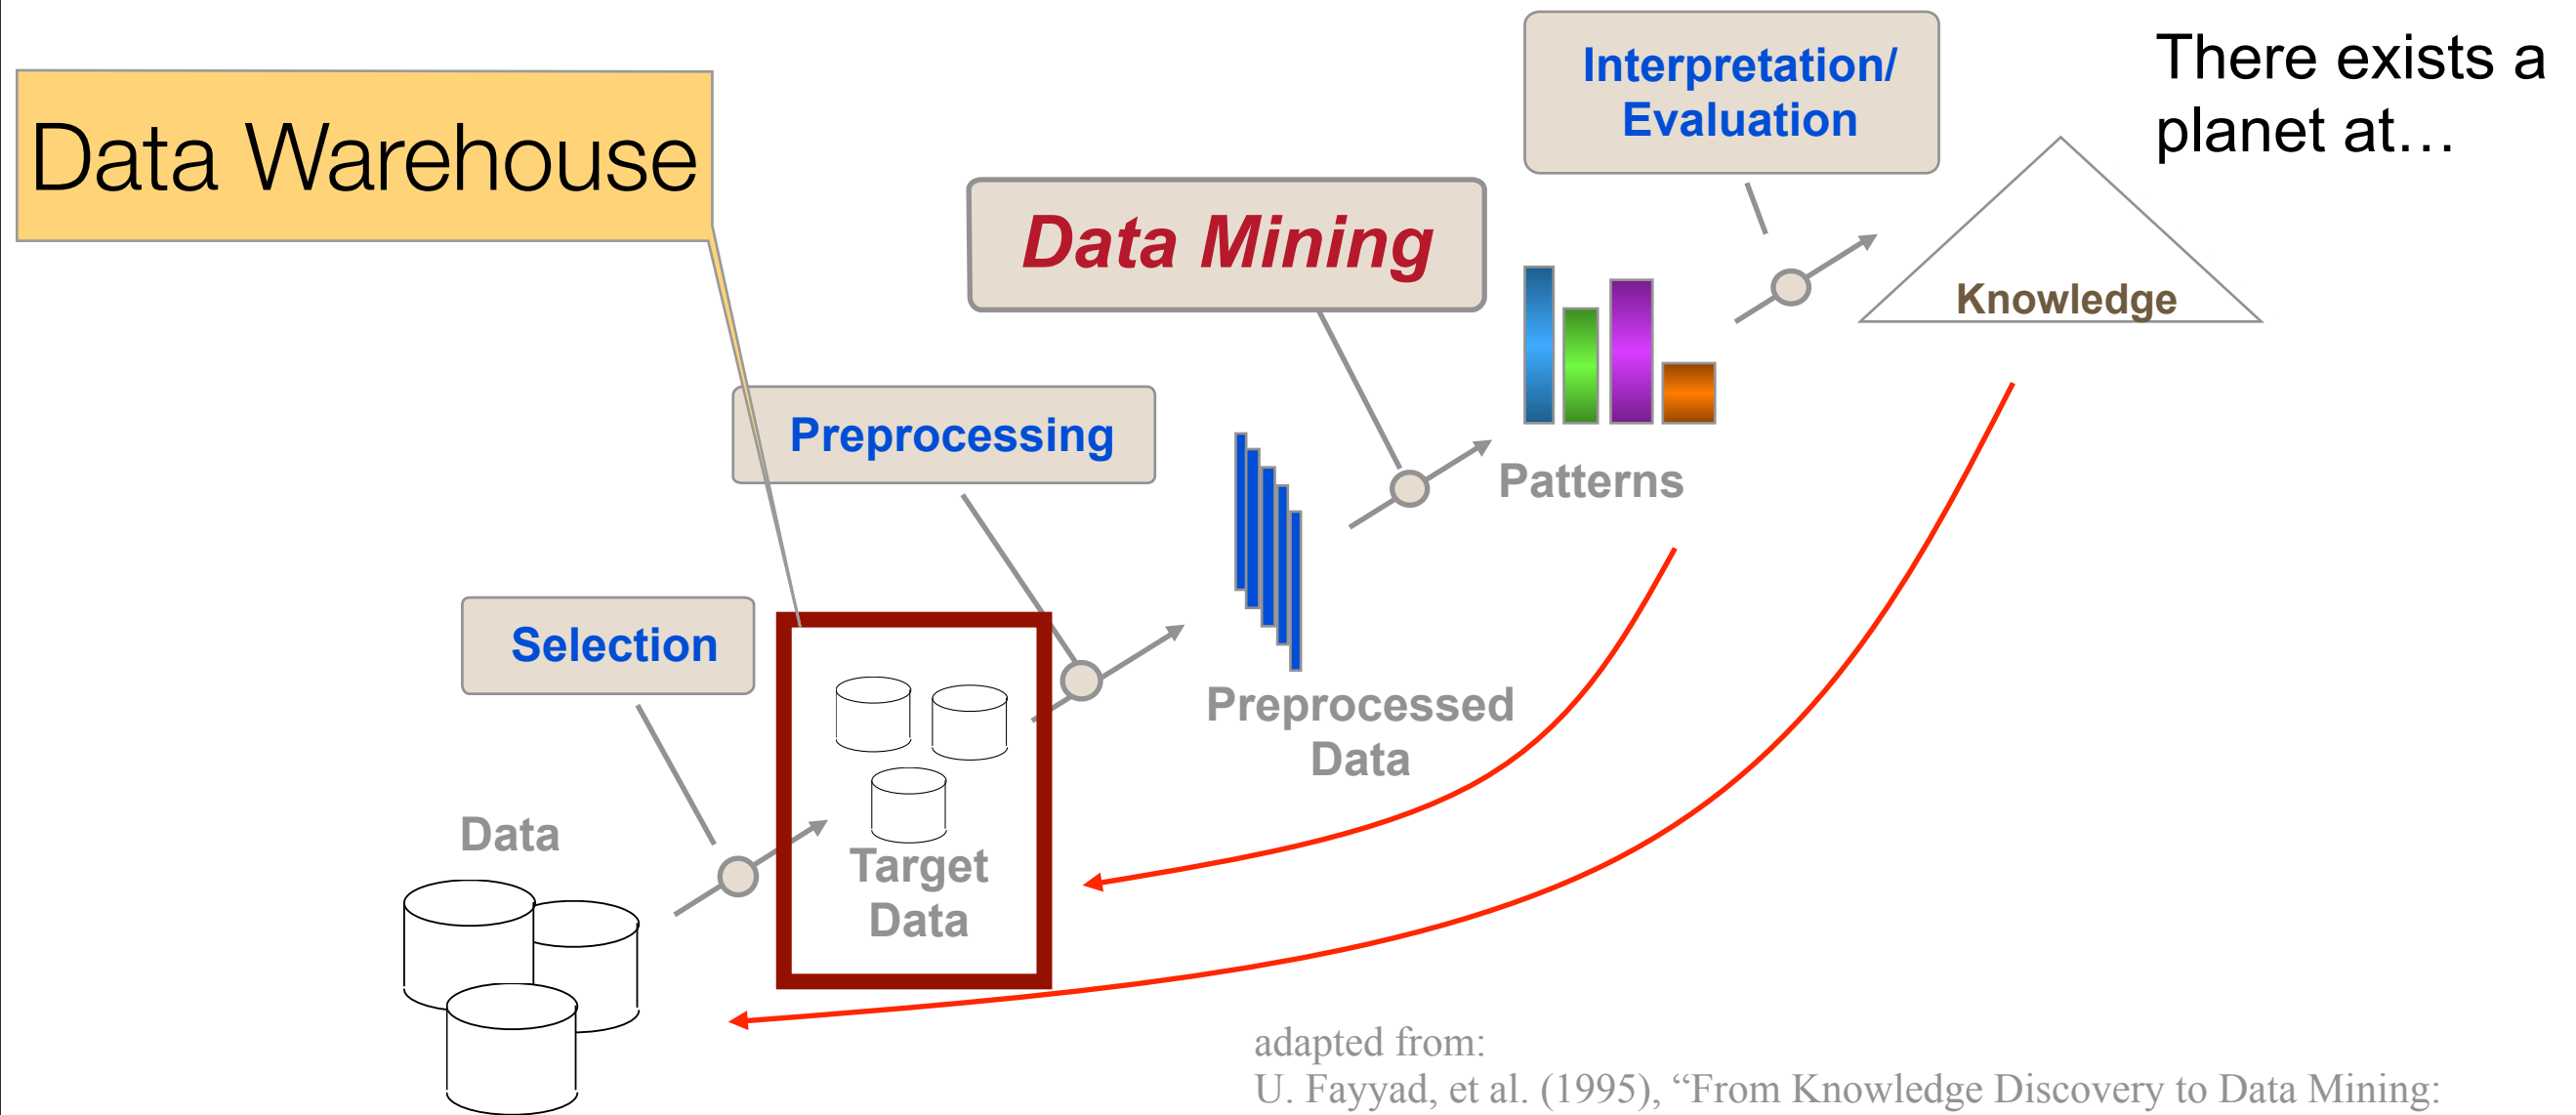 Data Warehouse
Interpretation/
Evaluation
There exists a
planet at…
Data Mining
Knowledge
Preprocessing
Patterns
Selection
Preprocessed
Data
Data
Target
Data
adapted from:
U. Fayyad, et al. (1995), “From Knowledge Discovery to Data Mining: